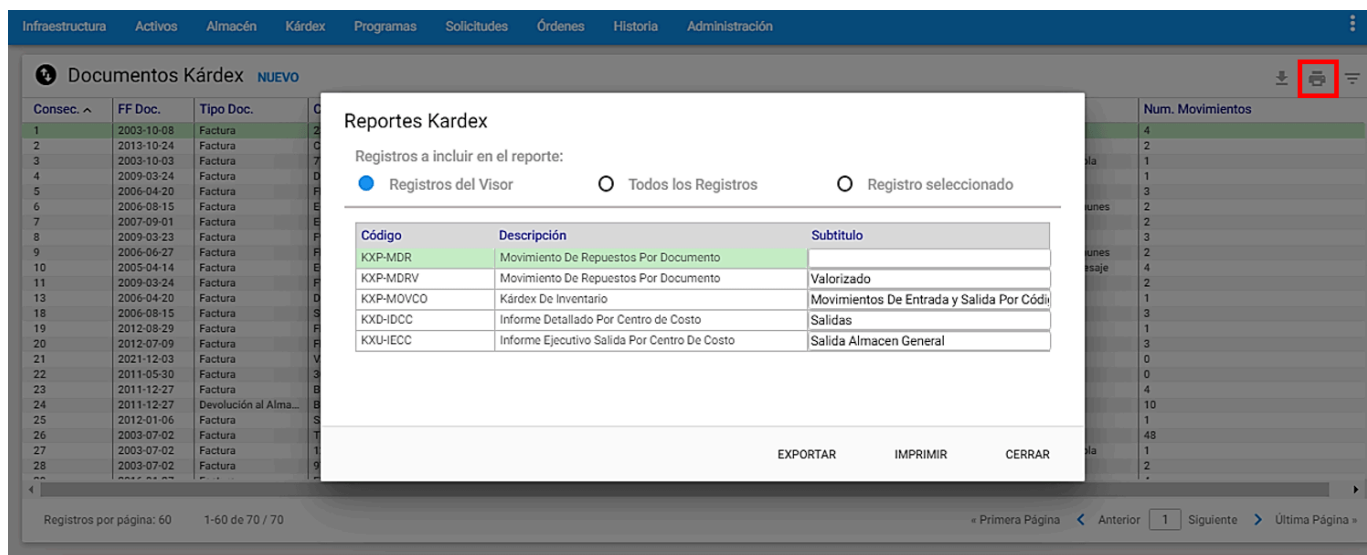 Infraestructura Activos Almacén Kárdex Programas Solicitudes Órdenes Historia Administración
Documentos Kárdex NUEVO
Consec. FF Doc. Tipo Doc. Num. Movimientos
Reportes Kardex
Registros a incluir en el reporte:
Registros del Visor Todos los Registros Registro seleccionado
Código Descripción Subtitulo
KXP-MDR Movimiento De Repuestos Por Documento
KXP-MDRV Movimiento De Repuestos Por Documento Valorizado
KXP-MOVCO Kárdex De Inventario Movimientos De Entrada y Salida Por Códi
KXD-IDCC Informe Detallado Por Centro de Costo Salidas
KXU-IECC Informe Ejecutivo Salida Por Centro De Costo Salida Almacen General
EXPORTAR IMPRIMIR CERRAR
1 2003-10-08 Factura 4
2 2013-10-24 Factura 2
3 2003-10-03 Factura 1
4 2009-03-24 Factura 1
5 2006-04-20 Factura 3
6 2006-08-15 Factura 2
7 2007-09-01 Factura 2
8 2009-03-23 Factura 3
9 2006-06-27 Factura 2
10 2005-04-14 Factura 4
11 2009-03-24 Factura 2
13 2006-04-20 Factura 1
18 2006-08-15 Factura 3
19 2012-08-29 Factura 1
20 2012-07-09 Factura 3
21 2021-12-03 Factura 0
22 2011-05-30 Factura 0
23 2011-12-27 Factura 4
24 2011-12-27 Devolución al Alma... 10
25 2012-01-06 Factura 1
26 2003-07-02 Factura 48
27 2003-07-02 Factura 1
28 2003-07-02 Factura 2
Registros por página: 60 1-60 de 70 / 70 « Primera Página Anterior 1 Siguiente Última Página »